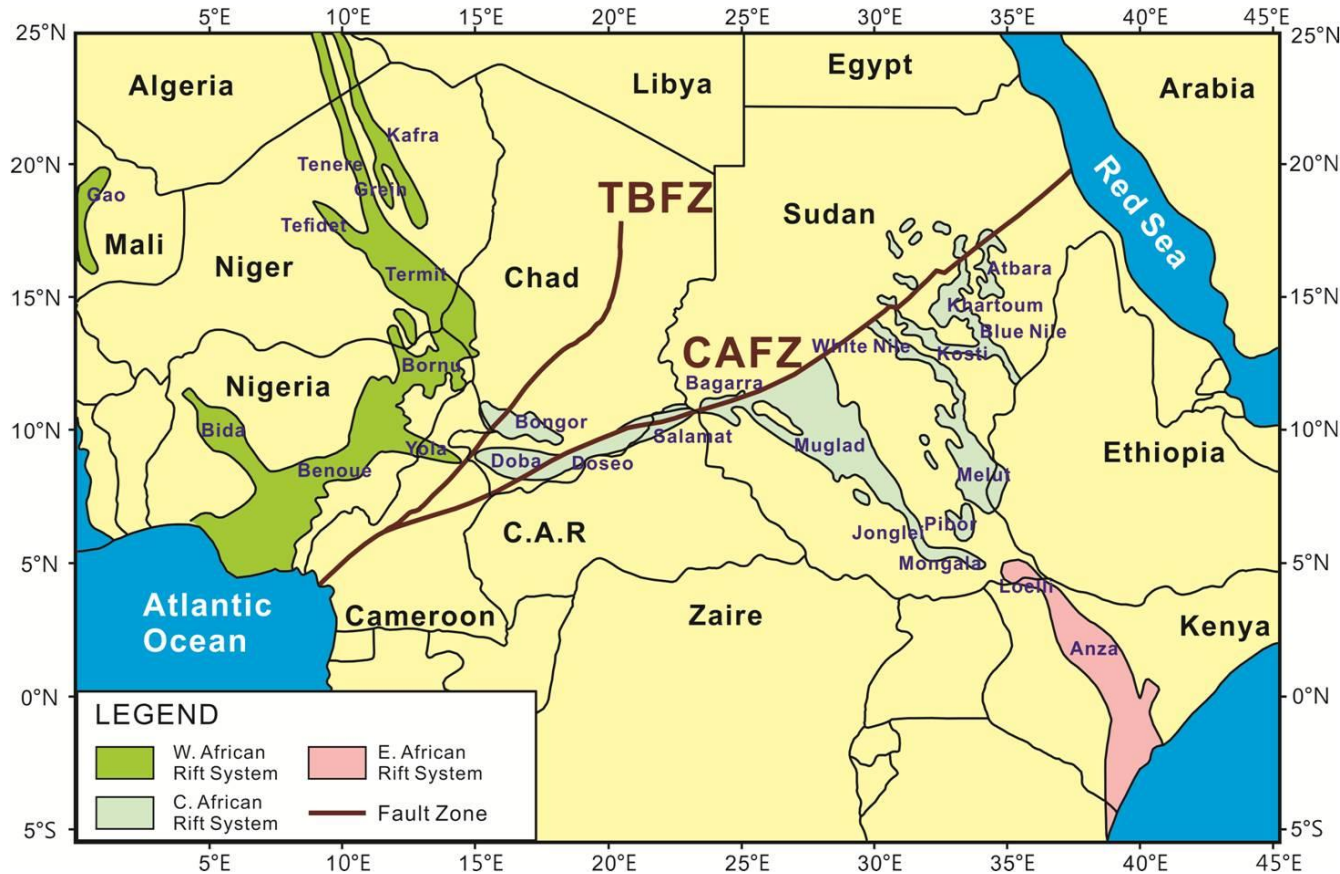 5°E 10°E 15°E 20°E 25°E 30°E 35°E 40°E 45°E
25°N 25°N
Algeria
Libya
Egypt
Arabia
Kafra
20°N 20°N
Tenere
Grejn
Gao
TBFZ
Red Sea
Sudan
Tefidet
Mali
Niger
Chad
Termit
Atbara
15°N 15°N
Khartoum
Blue Nile
CAFZ
White Nile
Kosti
Bornu
Nigeria
Bagarra
Bida
Bongor
10°N 10°N
Salamat
Yola
Muglad
Benoue
Doba
Doseo
Ethiopia
Melut
C.A.R
Jonglei
Pibor
5°N 5°N
Mongala
Loelli
Atlantic
Ocean
Cameroon
Zaire
Kenya
Anza
0°N 0°N
LEGEND
W. African
Rift System
E. African
Rift System
C. African
Rift System
Fault Zone
5°S 5°S
5°E 10°E 15°E 20°E 25°E 30°E 35°E 40°E 45°E